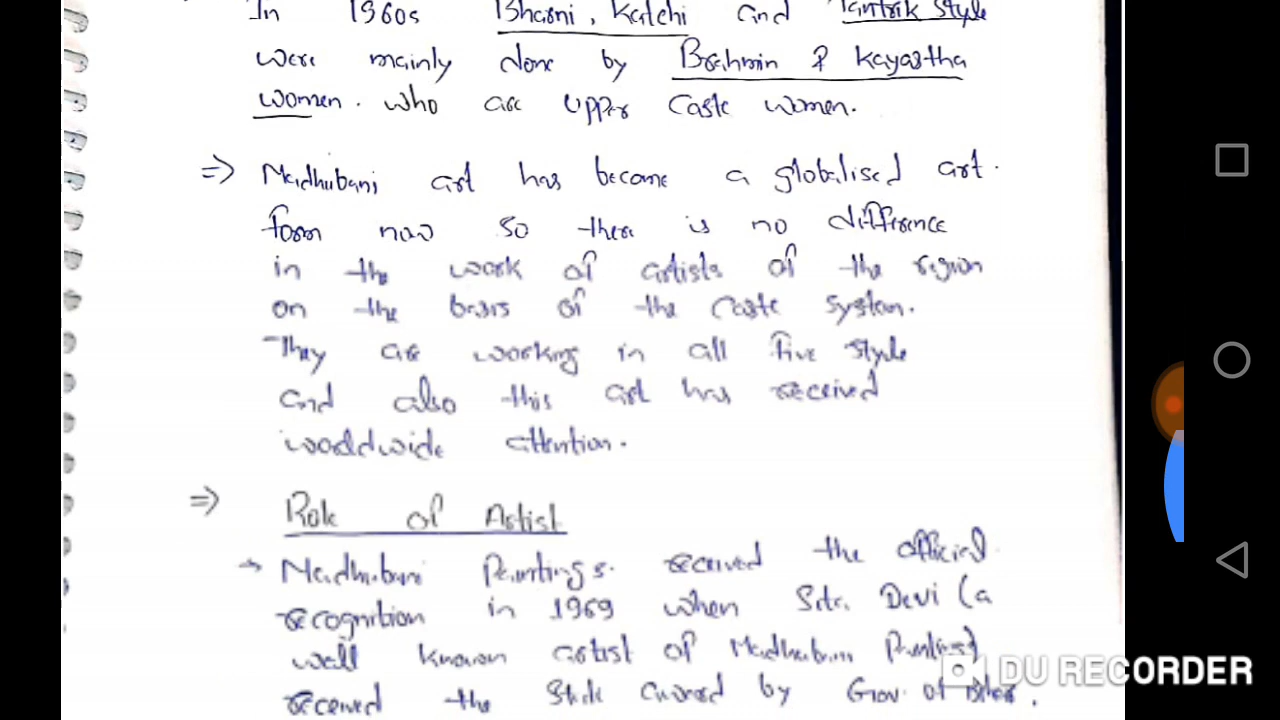 In 1960s Bharni, Katchi and Tantrik Style
were mainly done by Brahmin & Kayastha
women. who are upper caste women.
⇒ Madhubani art has become a globalised art.
form now so there is no difference
in the work of artists of the region
on the basis of the caste system.
They are working in all five style
and also this art has received
worldwide attention.
⇒ Role of Artist
→ Madhubani Paintings. received the official
recognition in 1969 when Sita Devi (a
well known artist of Madhubani Painting)
received the State award by Gov. of Bihar.
DU RECORDER